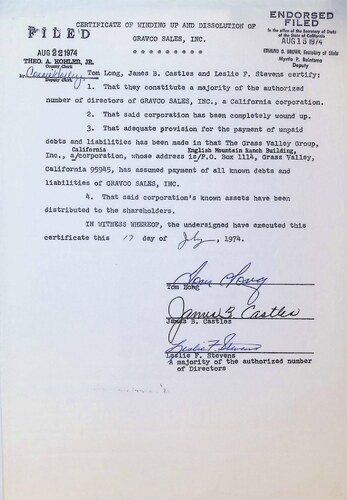 CERTIFICATE OF WINDING UP AND DISSOLUTION OF
GRAVCO SALES, INC.
* * * * * * * * *
FILED
AUG 22 1974
THEO. A. KOHLER, JR.
County Clerk
By
Deputy Clerk
ENDORSED
FILED
In the office of the Secretary of State
of the State of California
AUG 15 1974
EDMUND G. BROWN, Secretary of State
Deputy
Tom Long, James B. Castles and Leslie F. Stevens certify:
1. That they constitute a majority of the authorized
number of directors of GRAVCO SALES, INC., a California corporation.
2. That said corporation has been completely wound up.
3. That adequate provision for the payment of unpaid
debts and liabilities has been made in that The Grass Valley Group,
California English Mountain Ranch Building,
Inc., a/corporation, whose address is/P.O. Box 1114, Grass Valley,
California 95945, has assumed payment of all known debts and
liabilities of GRAVCO SALES, INC.
4. That said corporation's known assets have been
distributed to the shareholders.
IN WITNESS WHEREOF, the undersigned have executed this
certificate this 17 day of July, 1974.
Tom Long
Tom Long
James B Castles
James B. Castles
Leslie F Stevens
Leslie F. Stevens
A majority of the authorized number
of Directors